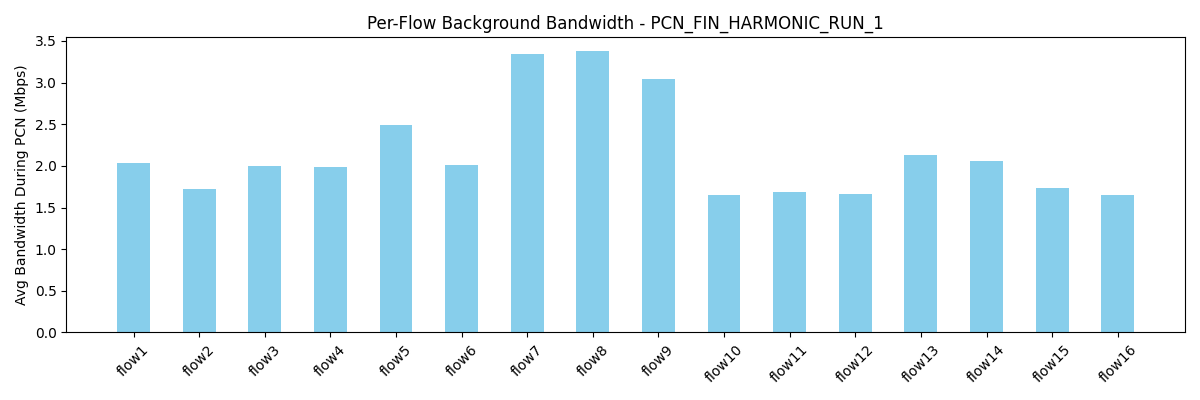 Per-Flow Background Bandwidth - PCN_FIN_HARMONIC_RUN_1
Avg Bandwidth During PCN (Mbps)
3.5
3.0
2.5
2.0
1.5
1.0
0.5
0.0
flow1 flow2 flow3 flow4 flow5 flow6 flow7 flow8 flow9 flow10 flow11 flow12 flow13 flow14 flow15 flow16